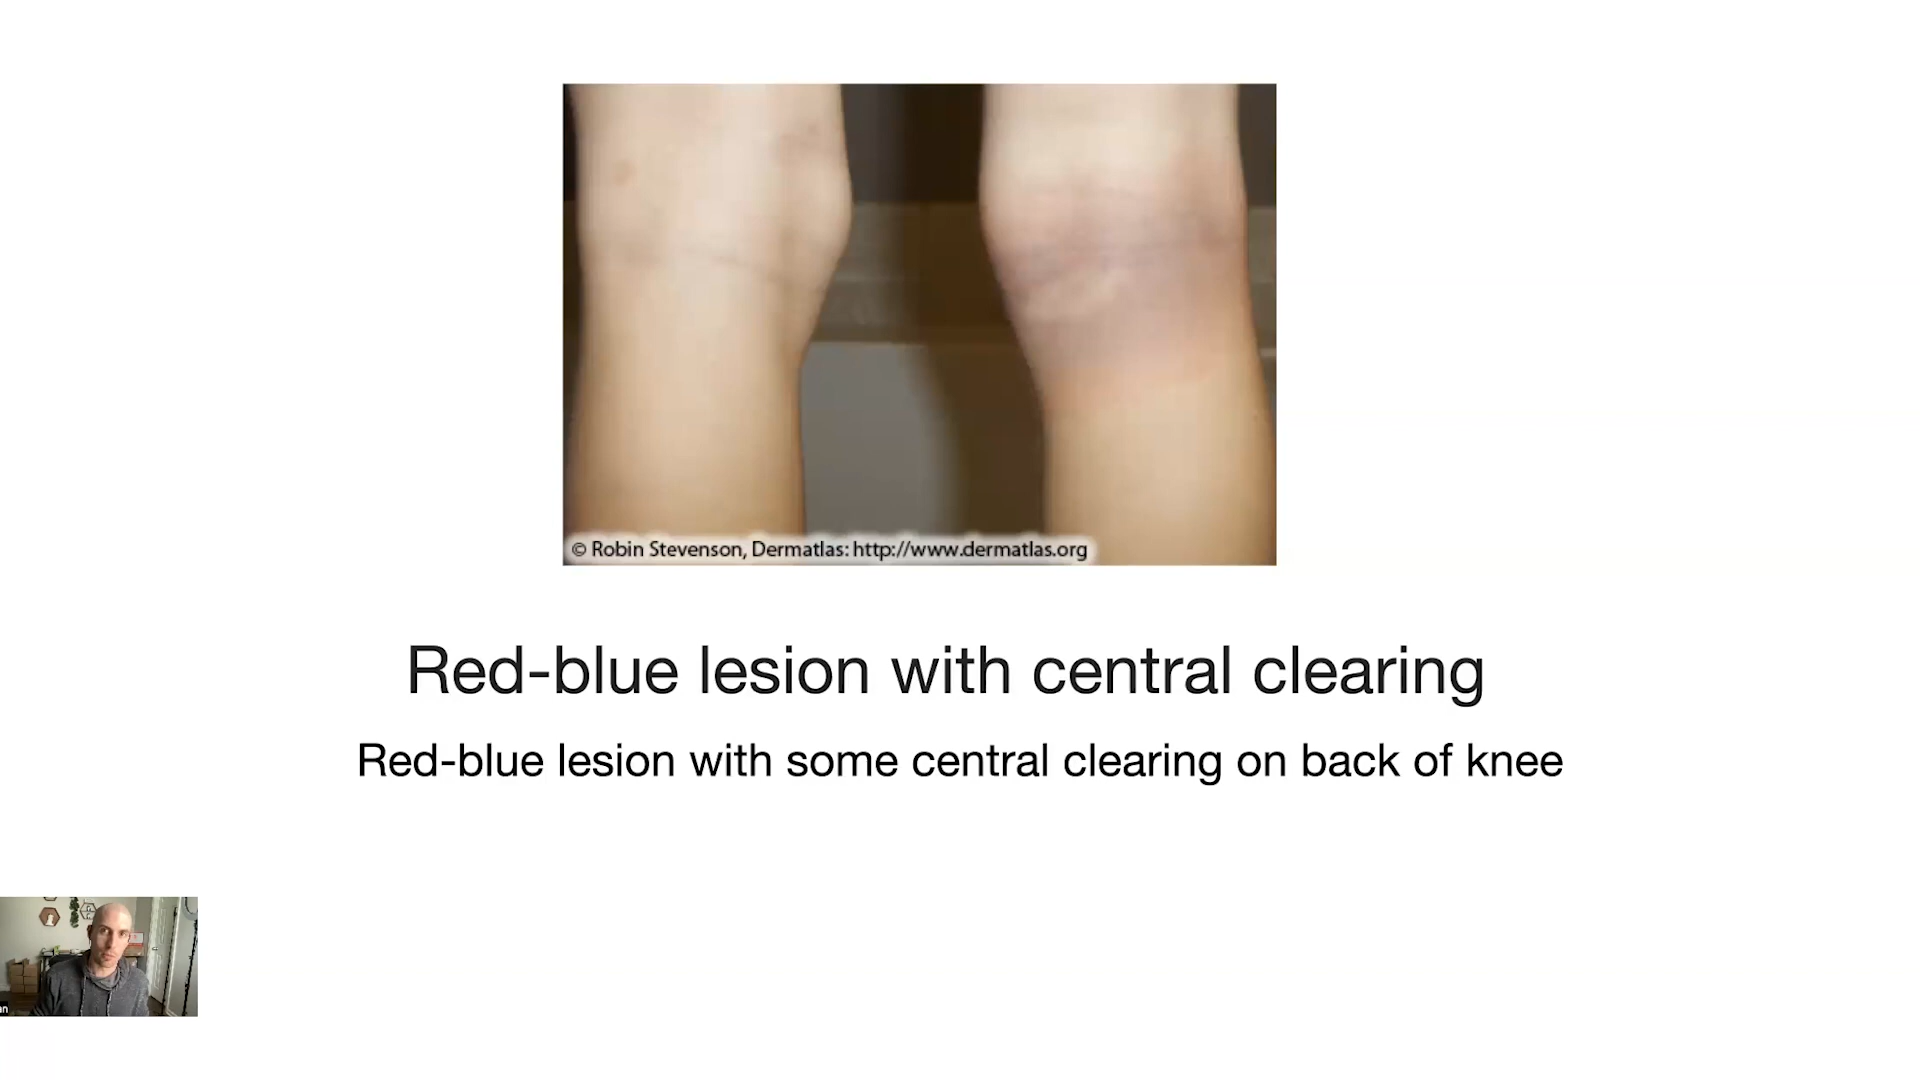 © Robin Stevenson, Dermatlas: http://www.dermatlas.org
Red-blue lesion with central clearing
Red-blue lesion with some central clearing on back of knee
an